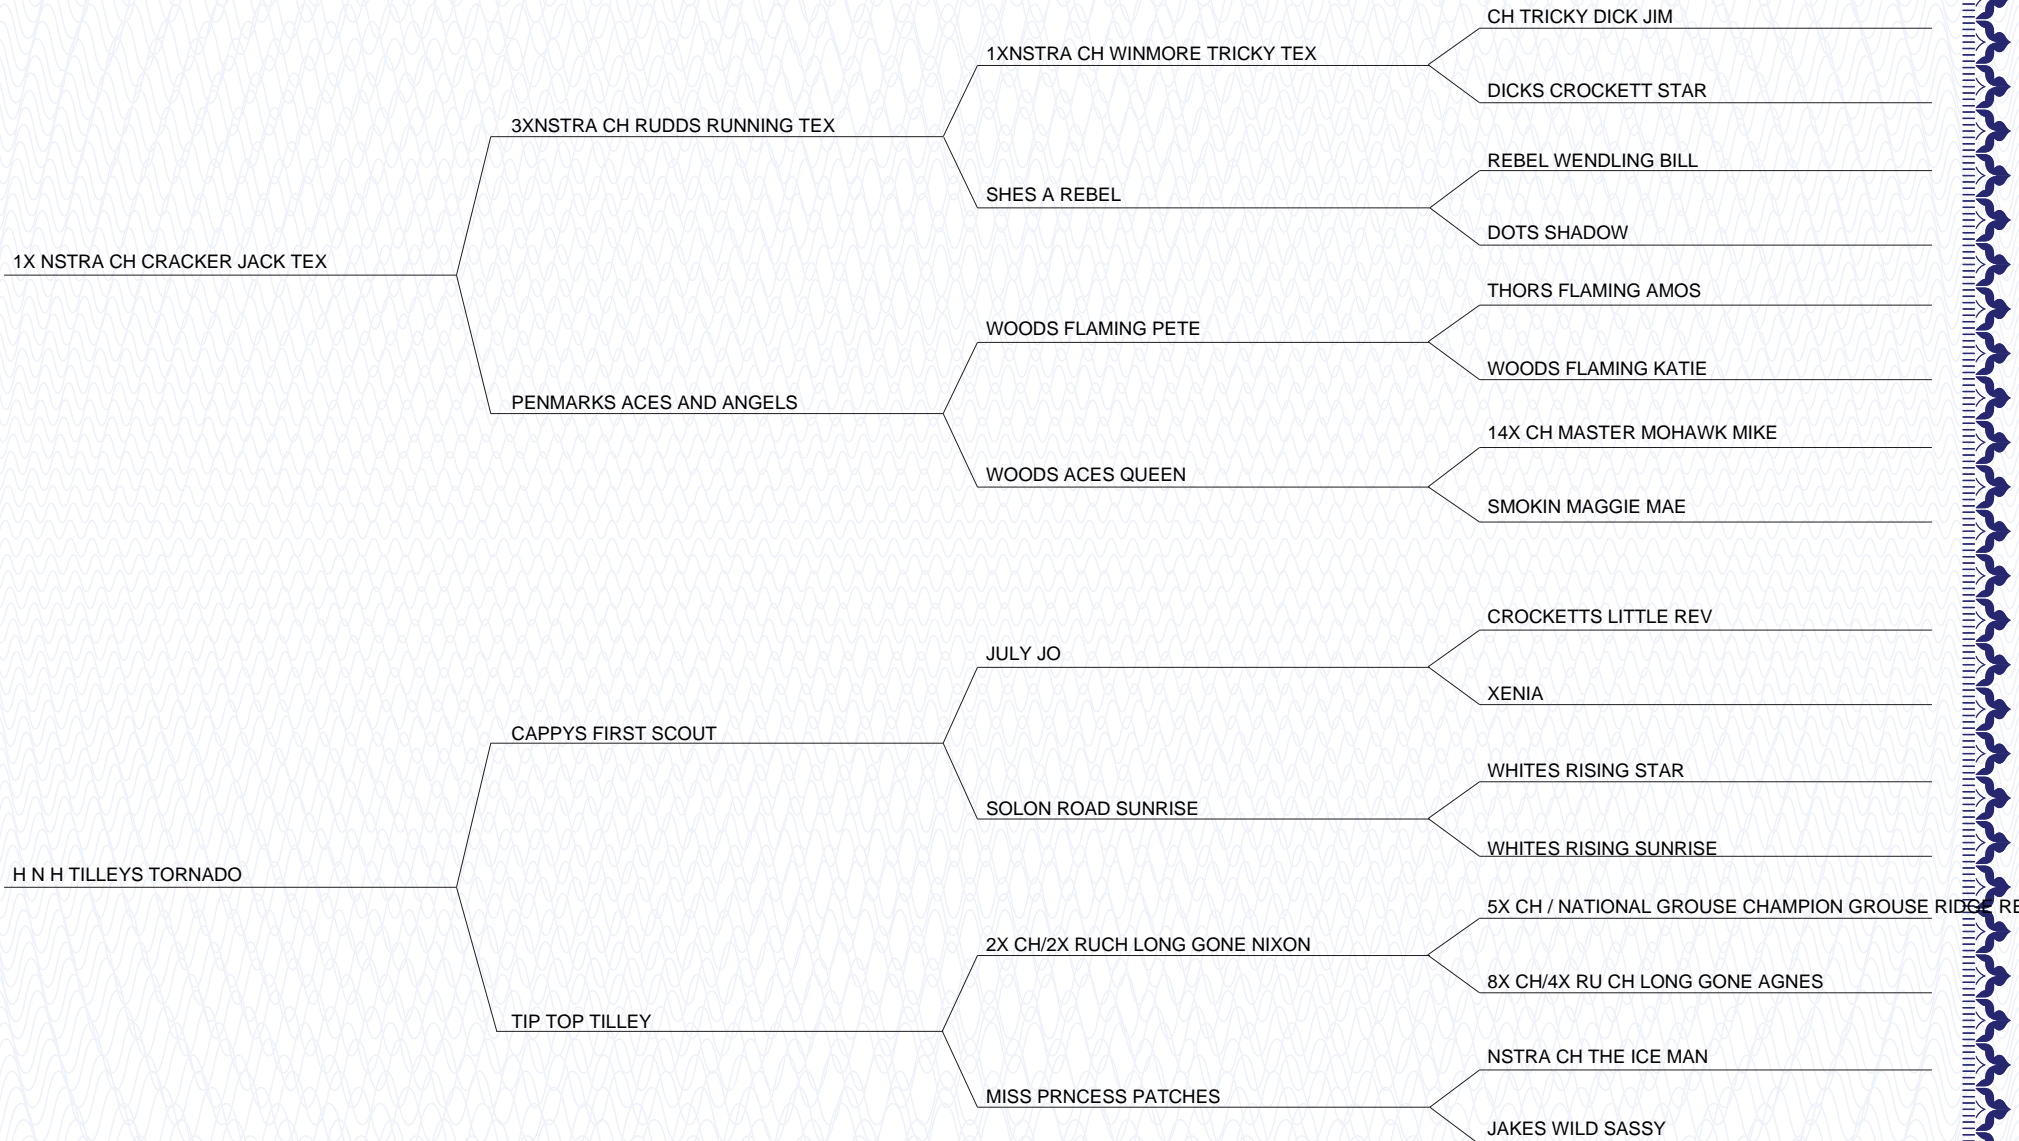 CH TRICKY DICK JIM
1XNSTRA CH WINMORE TRICKY TEX
DICKS CROCKETT STAR
3XNSTRA CH RUDDS RUNNING TEX
REBEL WENDLING BILL
SHES A REBEL
DOTS SHADOW
1X NSTRA CH CRACKER JACK TEX
THORS FLAMING AMOS
WOODS FLAMING PETE
WOODS FLAMING KATIE
PENMARKS ACES AND ANGELS
14X CH MASTER MOHAWK MIKE
WOODS ACES QUEEN
SMOKIN MAGGIE MAE
CROCKETTS LITTLE REV
JULY JO
XENIA
CAPPYS FIRST SCOUT
WHITES RISING STAR
SOLON ROAD SUNRISE
WHITES RISING SUNRISE
H N H TILLEYS TORNADO
5X CH / NATIONAL GROUSE CHAMPION GROUSE RIDGE
2X CH/2X RUCH LONG GONE NIXON
8X CH/4X RU CH LONG GONE AGNES
TIP TOP TILLEY
NSTRA CH THE ICE MAN
MISS PRNCESS PATCHES
JAKES WILD SASSY